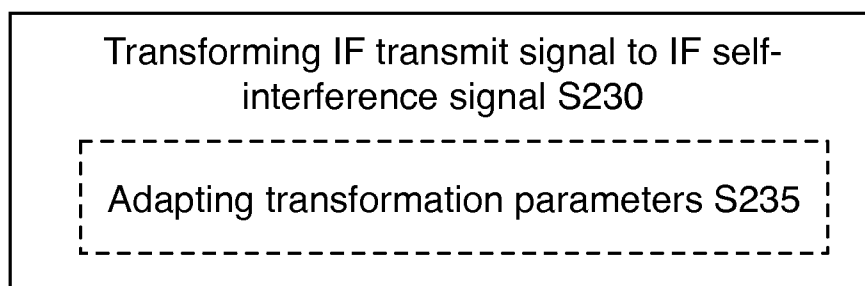 Transforming IF transmit signal to IF self-
interference signal S230
Adapting transformation parameters S235